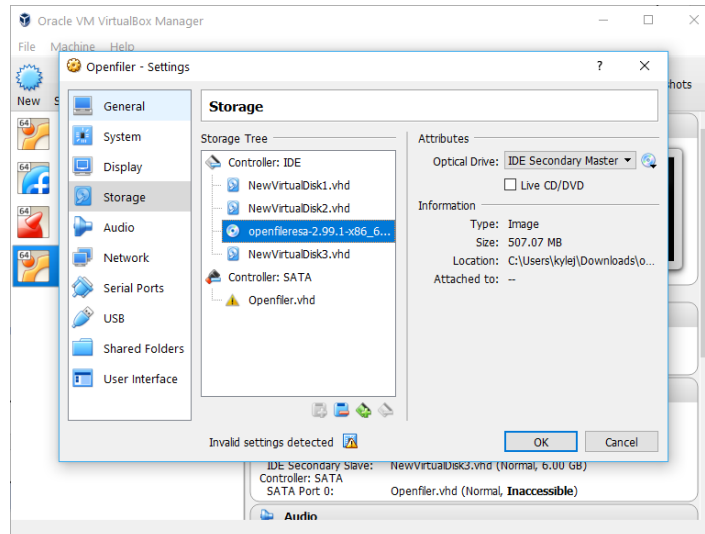 Oracle VM VirtualBox Manager
File Machine Help
Openfiler - Settings ?
New S
hots
64
64
64
64
General
System
Display
Storage
Audio
Network
Serial Ports
USB
Shared Folders
User Interface
Storage
Storage Tree
Controller: IDE
NewVirtualDisk1.vhd
NewVirtualDisk2.vhd
openfileresa-2.99.1-x86_6...
NewVirtualDisk3.vhd
Controller: SATA
Openfiler.vhd
Attributes
Optical Drive: IDE Secondary Master
Live CD/DVD
Information
Type: Image
Size: 507.07 MB
Location: C:\Users\kylej\Downloads\o...
Attached to: --
Invalid settings detected
OK Cancel
IDE Secondary Slave: NewVirtualDisk3.vhd (Normal, 6.00 GB)
Controller: SATA
SATA Port 0: Openfiler.vhd (Normal, Inaccessible)
Audio